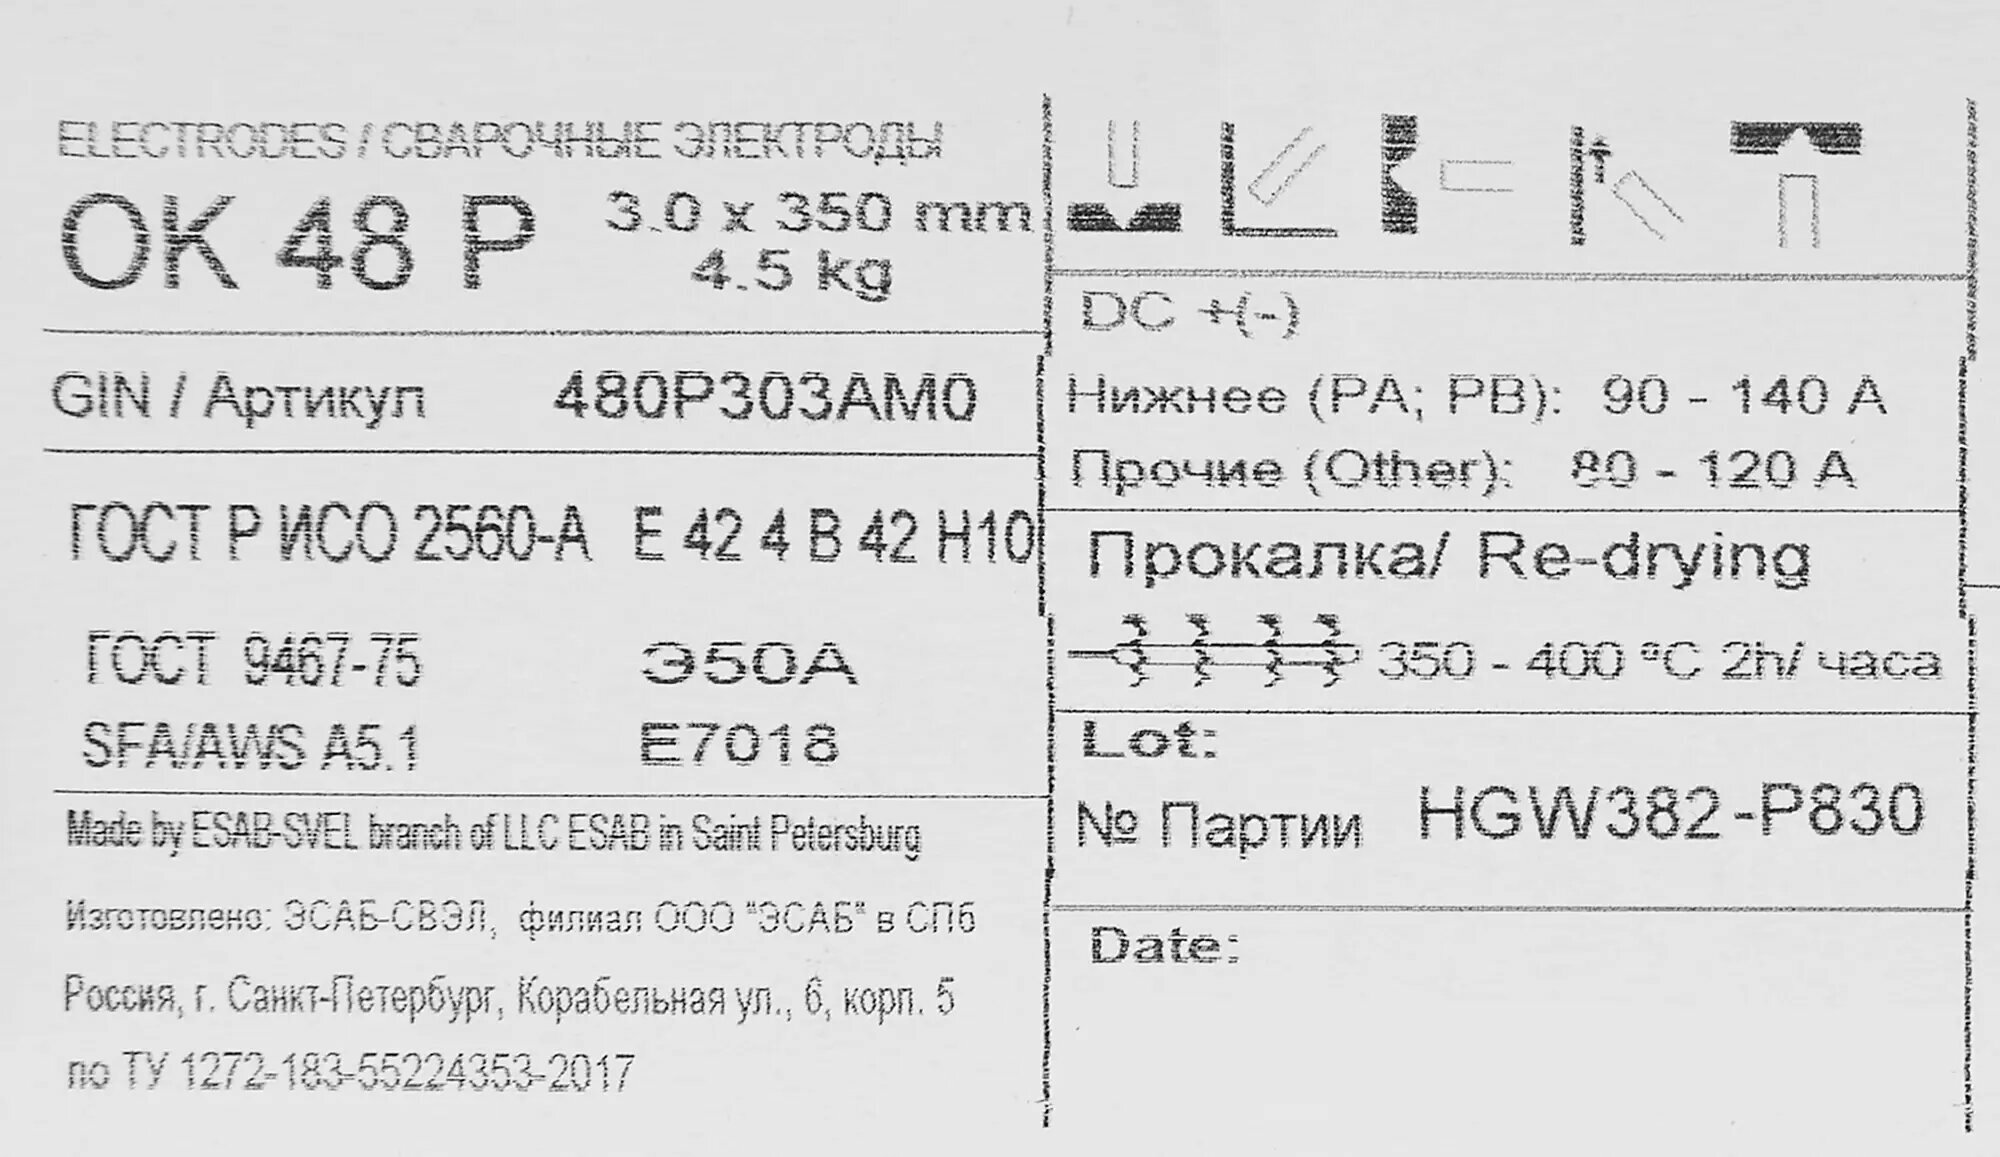 ELECTRODES / СВАРОЧНЫЕ ЭЛЕКТРОДЫ
OK 48 P 3.0 x 350 mm
4.5 kg
GIN / Артикул 480P303AM0
ГОСТ Р ИСО 2560-А E 42 4 B 42 H10
ГОСТ 9467-75 Э50А
SFA/AWS A5.1 E7018
Made by ESAB-SVEL branch of LLC ESAB in Saint Petersburg
Изготовлено: ЭСАБ-СВЭЛ, филиал ООО "ЭСАБ" в СПб
Россия, г. Санкт-Петербург, Корабельная ул., 6, корп. 5
по ТУ 1272-183-55224353-2017
DC +(-)
Нижнее (PA; PB): 90 - 140 A
Прочие (Other): 80 - 120 A
Прокалка/ Re-drying
350 - 400 ºC 2h/ часа
Lot:
№ Партии HGW382-P830
Date: